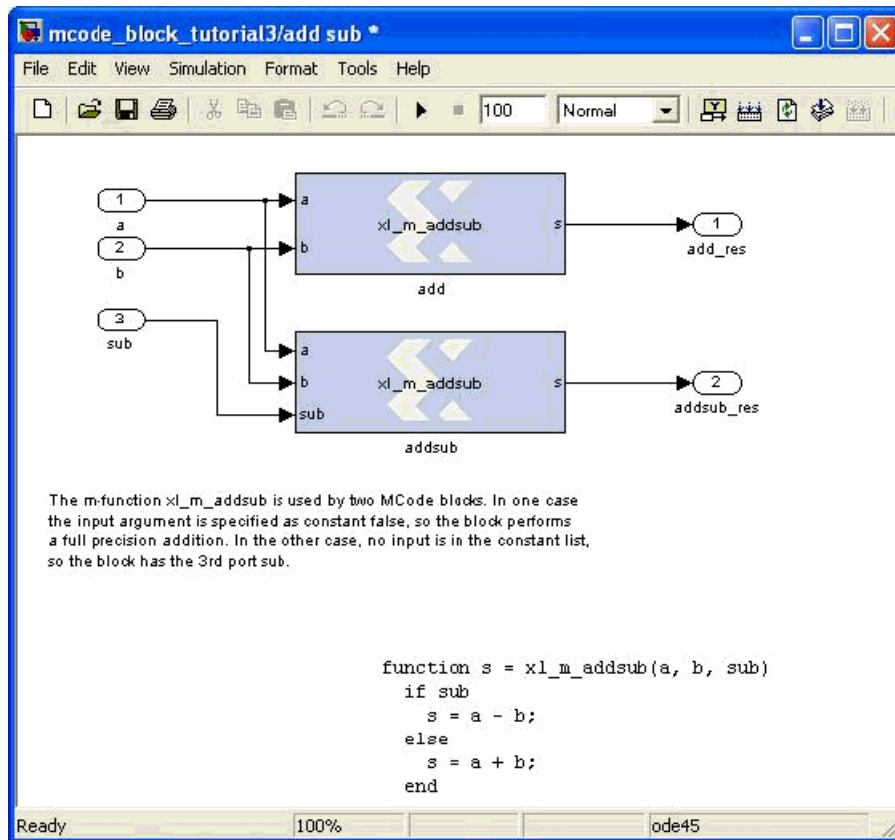 mcode_block_tutorial3/add sub *
File Edit View Simulation Format Tools Help
100 Normal
1
a
2
b
3
sub
a
b
xl_m_addsub
s
add
1
add_res
a
b
sub
xl_m_addsub
s
addsub
2
addsub_res
The m-function xl_m_addsub is used by two MCode blocks. In one case
the input argument is specified as constant false, so the block performs
a full precision addition. In the other case, no input is in the constant list,
so the block has the 3rd port sub.
function s = xl_m_addsub(a, b, sub)
if sub
s = a - b;
else
s = a + b;
end
Ready 100% ode45